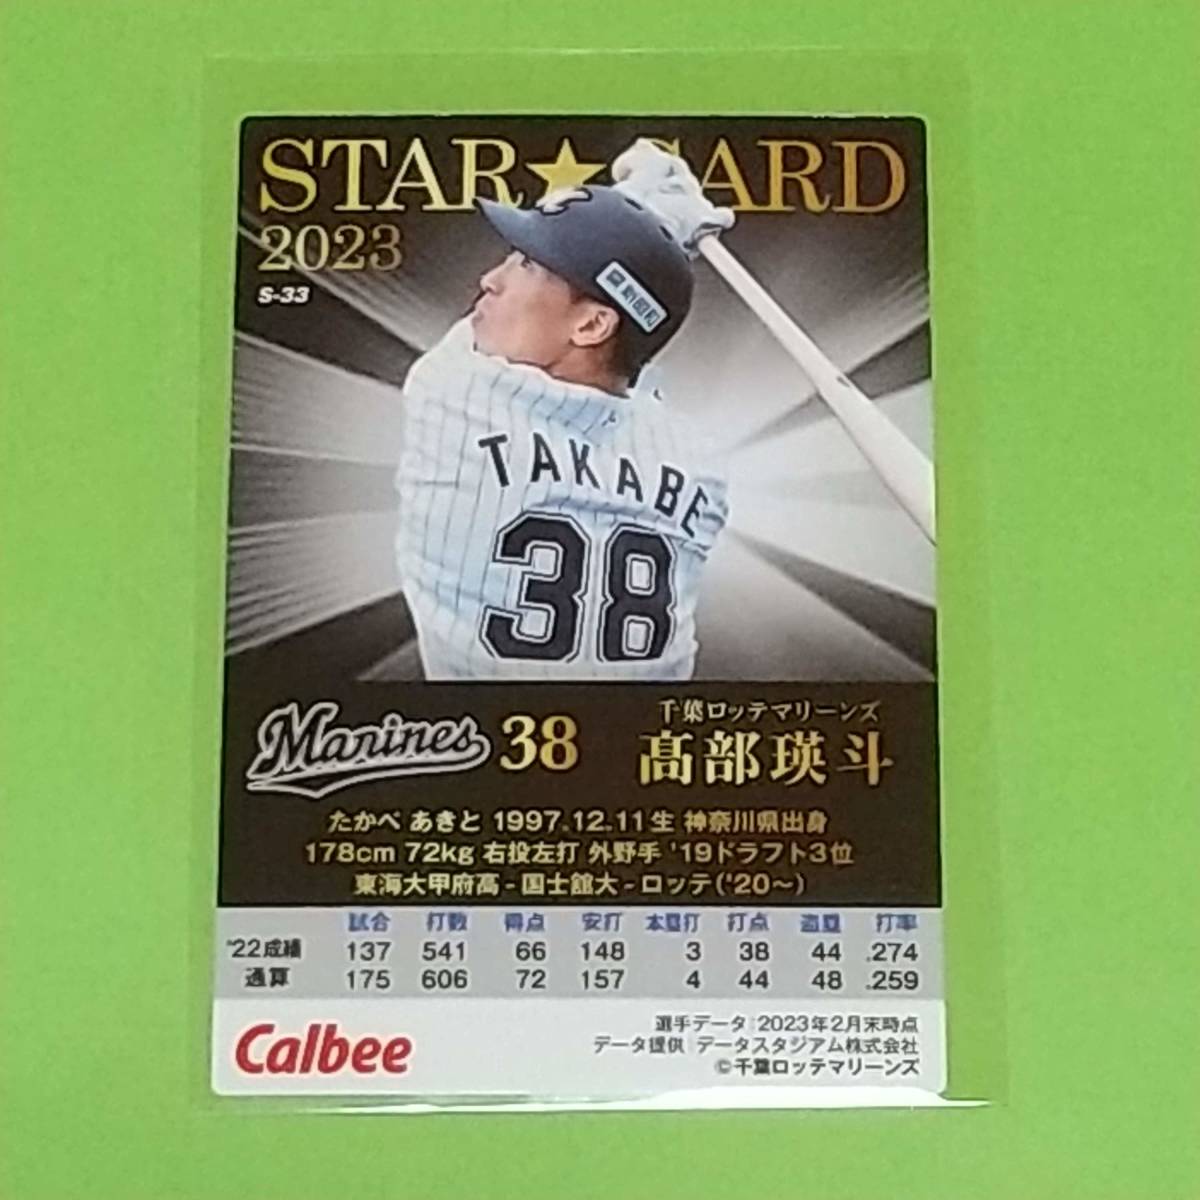 STAR★CARD
2023
S-33
TAKABE
38
Marines 38
千葉ロッテマリーンズ
髙部瑛斗
たかべ あきと 1997.12.11生 神奈川県出身
178cm 72kg 右投左打 外野手 '19ドラフト3位
東海大甲府高-国士舘大-ロッテ('20~)
試合 打数 得点 安打 本塁打 打点 盗塁 打率
'22成績 137 541 66 148 3 38 44 .274
通算 175 606 72 157 4 44 48 .259
Calbee
選手データ:2023年2月末時点
データ提供 データスタジアム株式会社
©千葉ロッテマリーンズ